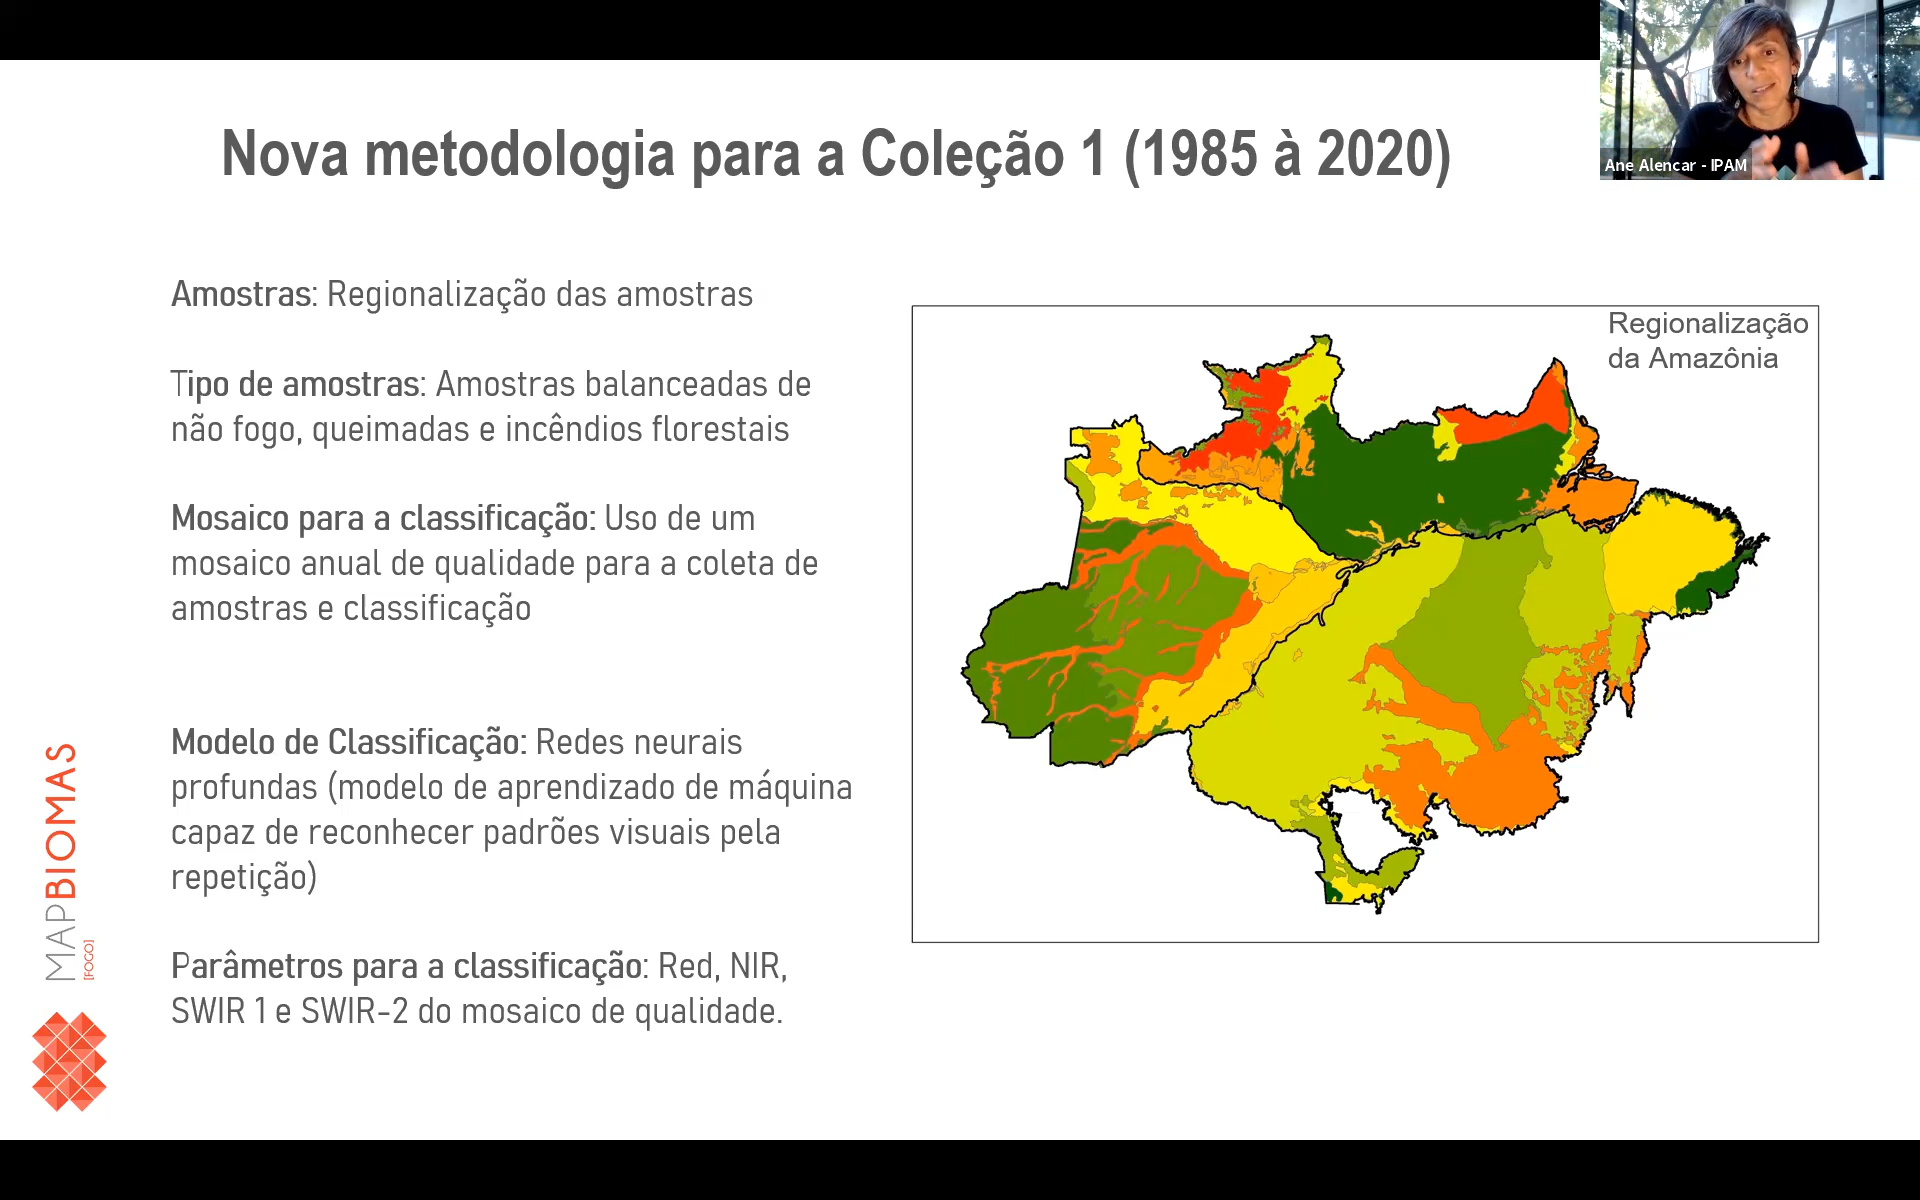 Ane Alencar - IPAM
Nova metodologia para a Coleção 1 (1985 à 2020)
Amostras: Regionalização das amostras
Tipo de amostras: Amostras balanceadas de
não fogo, queimadas e incêndios florestais
Mosaico para a classificação: Uso de um
mosaico anual de qualidade para a coleta de
amostras e classificação
Modelo de Classificação: Redes neurais
profundas (modelo de aprendizado de máquina
capaz de reconhecer padrões visuais pela
repetição)
Parâmetros para a classificação: Red, NIR,
SWIR 1 e SWIR-2 do mosaico de qualidade.
Regionalização
da Amazônia
MAPBIOMAS
[FOGO]